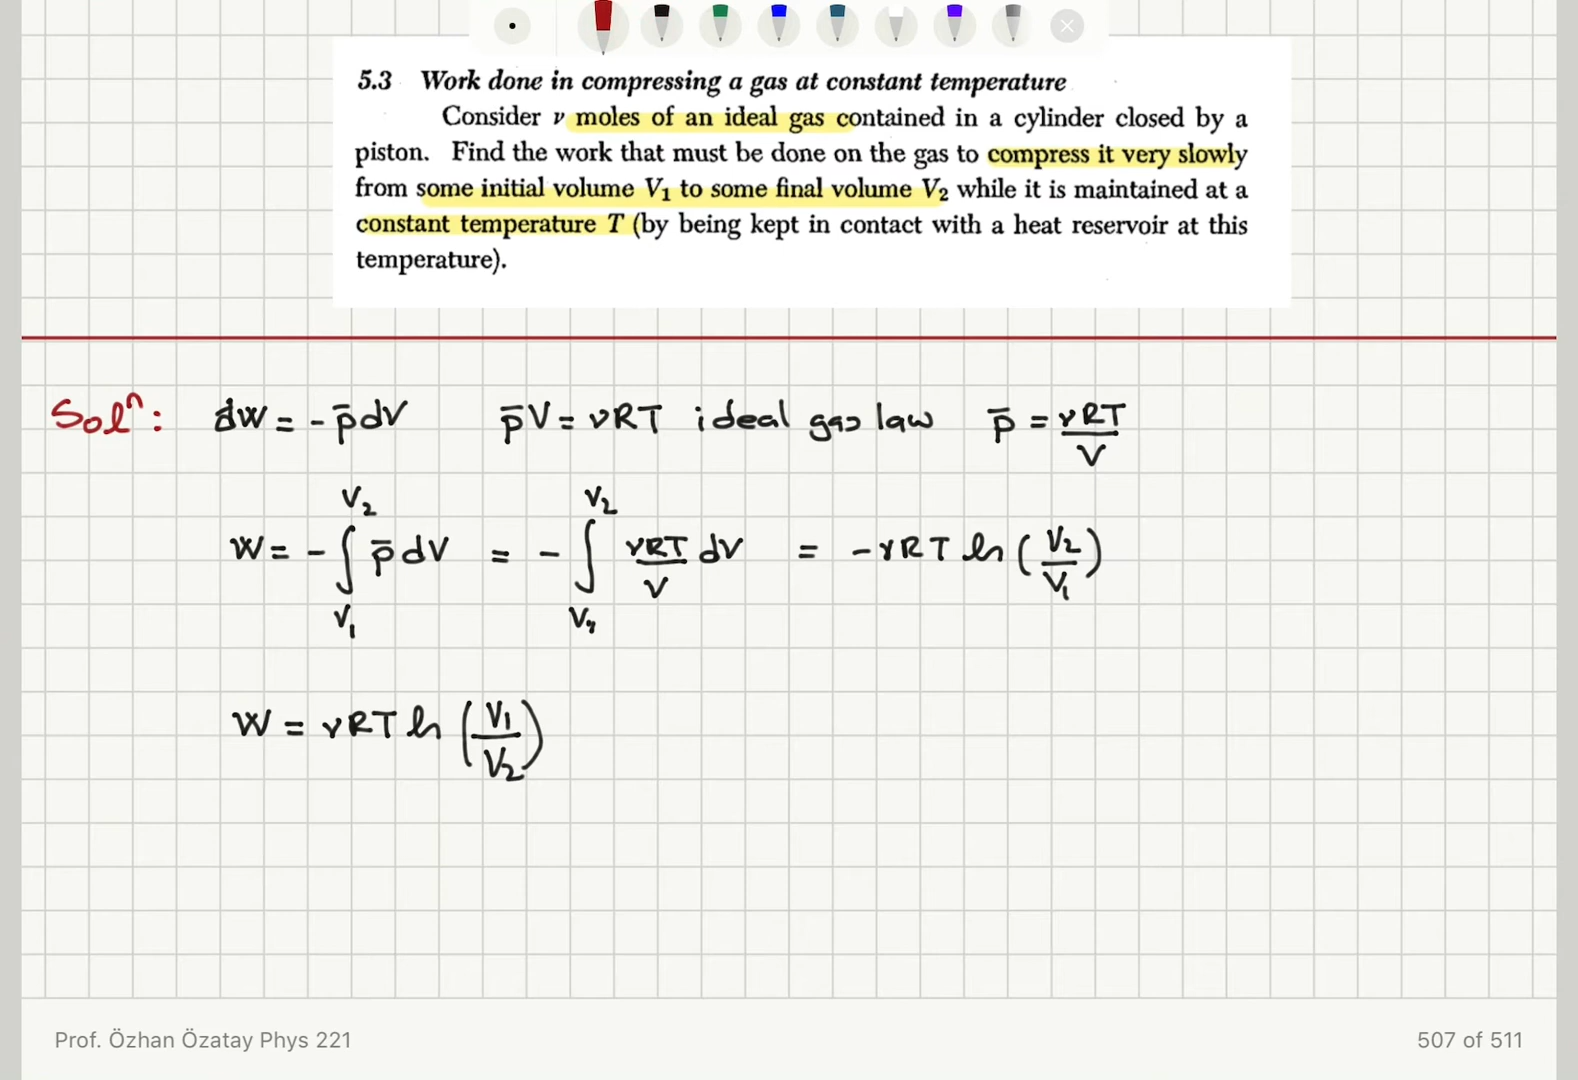 5.3 Work done in compressing a gas at constant temperature
Consider ν moles of an ideal gas contained in a cylinder closed by a
piston. Find the work that must be done on the gas to compress it very slowly
from some initial volume V₁ to some final volume V₂ while it is maintained at a
constant temperature T (by being kept in contact with a heat reservoir at this
temperature).
Solⁿ: đW = - p̄dV p̄V = νRT ideal gas law p̄ = νRT/V
W = - ∫_{V₁}^{V₂} p̄dV = - ∫_{V₁}^{V₂} νRT/V dV = -νRT ln (V₂/V₁)
W = νRT ln (V₁/V₂)
Prof. Özhan Özatay Phys 221
507 of 511